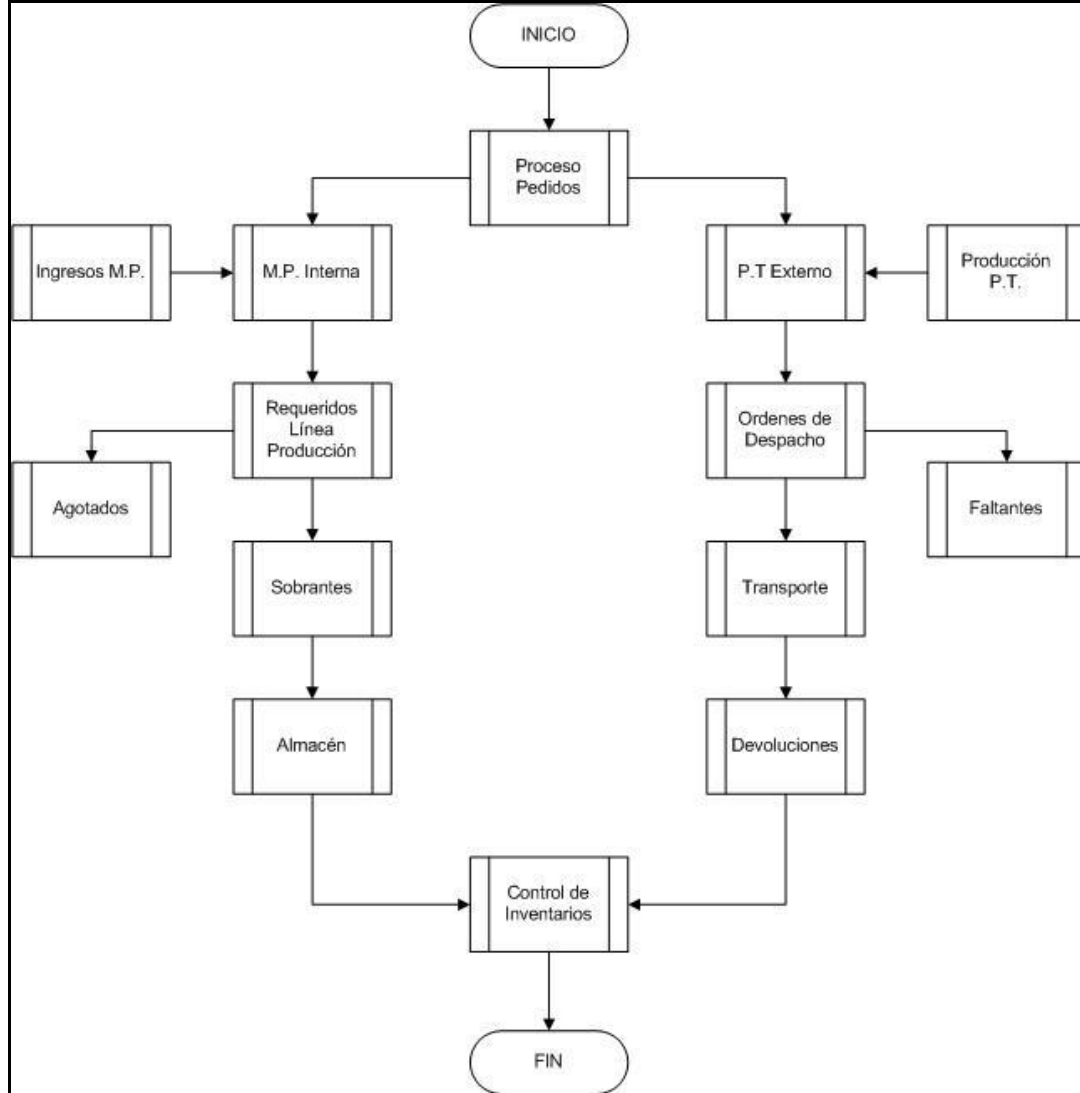 INICIO
Proceso
Pedidos
Ingresos M.P.
M.P. Interna
P.T Externo
Producción
P.T.
Requeridos
Línea
Producción
Ordenes de
Despacho
Agotados
Faltantes
Sobrantes
Transporte
Almacén
Devoluciones
Control de
Inventarios
FIN